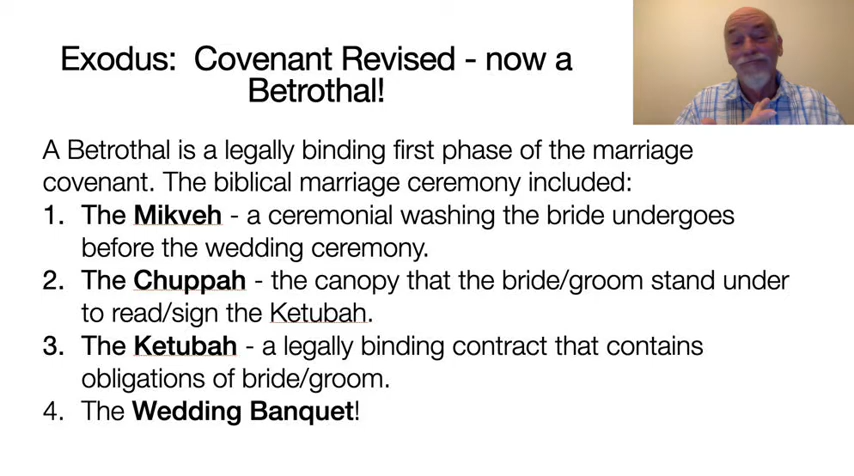 Exodus:  Covenant Revised - now a
Betrothal!
A Betrothal is a legally binding first phase of the marriage
covenant. The biblical marriage ceremony included:
1. The Mikveh - a ceremonial washing the bride undergoes
before the wedding ceremony.
2. The Chuppah - the canopy that the bride/groom stand under
to read/sign the Ketubah.
3. The Ketubah - a legally binding contract that contains
obligations of bride/groom.
4. The Wedding Banquet!